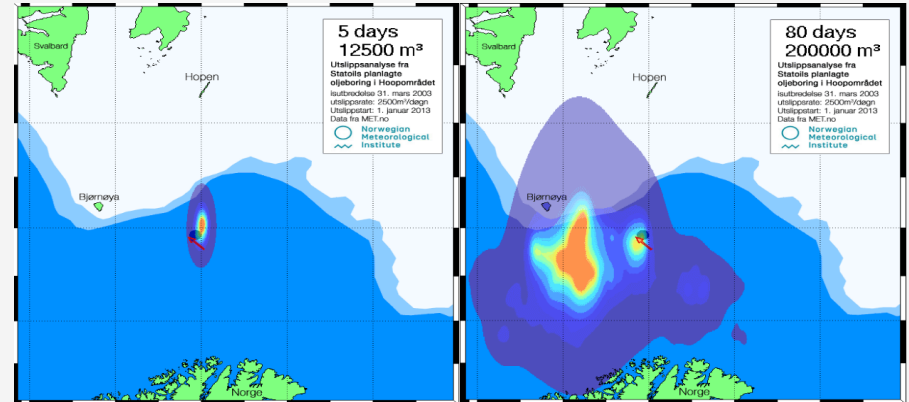 5 days
12500 m³
Utslippsanalyse fra
Statoils planlagte
oljeboring i Hoopområdet
isutbredelse 31. mars 2003
utslippsrate: 2500m³/døgn
Utslippstart: 1. januar 2013
Data fra MET.no
Norwegian
Meteorological
Institute
Svalbard
Hopen
Bjørnøya
Norge
80 days
200000 m³
Utslippsanalyse fra
Statoils planlagte
oljeboring i Hoopområdet
isutbredelse 31. mars 2003
utslippsrate: 2500m³/døgn
Utslippstart: 1. januar 2013
Data fra MET.no
Norwegian
Meteorological
Institute
Svalbard
Hopen
Bjørnøya
Norge